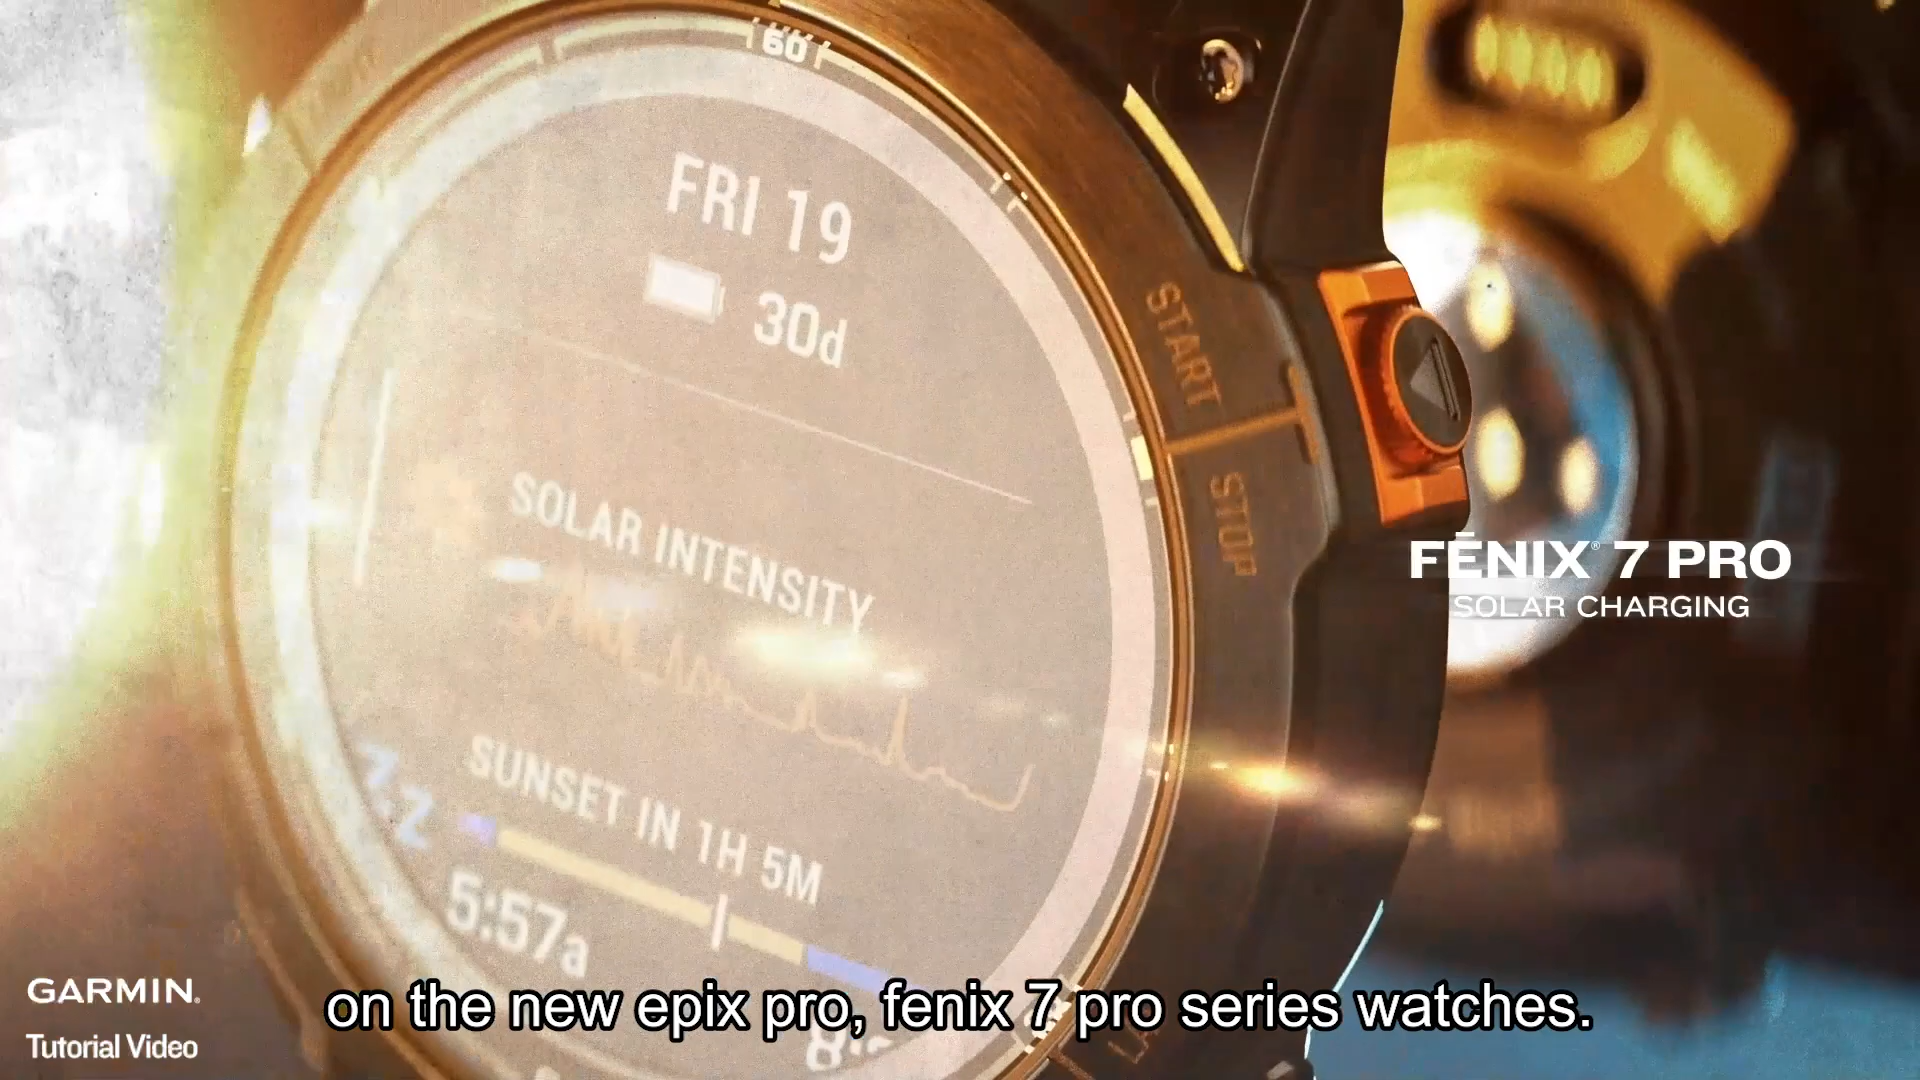 60
FRI 19
30d
START
STOP
SOLAR INTENSITY
FĒNIX® 7 PRO
SOLAR CHARGING
SUNSET IN 1H 5M
5:57a
GARMIN®
Tutorial Video
on the new epix pro, fenix 7 pro series watches.